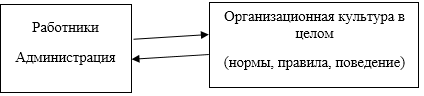 Работники
Администрация
Организационная культура в
целом
(нормы, правила, поведение)